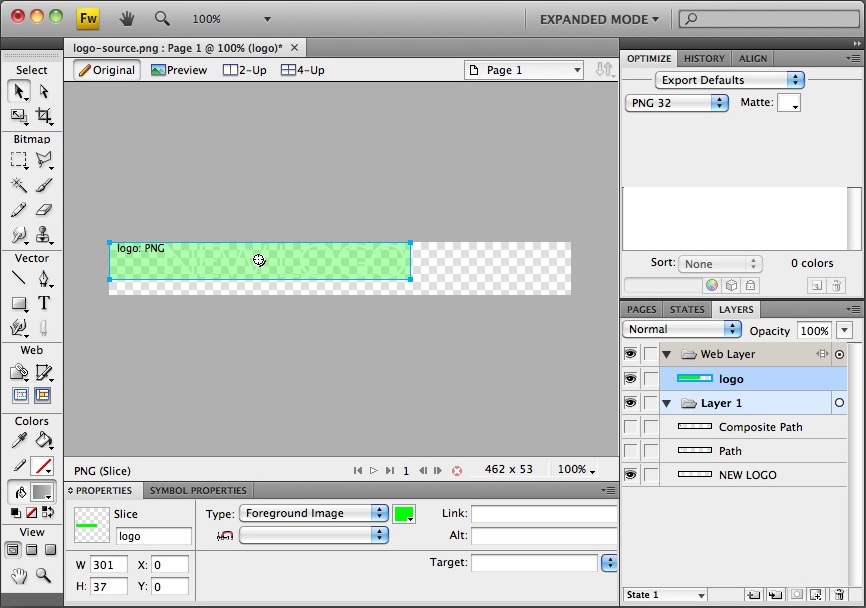 Fw 100% EXPANDED MODE
logo-source.png : Page 1 @ 100% (logo)*
Original Preview 2-Up 4-Up Page 1
Select
Bitmap
Vector
T
Web
Colors
View
logo: PNG
PNG (Slice) 1 462 x 53 100%
PROPERTIES SYMBOL PROPERTIES
Slice
logo
W 301 X: 0
H: 37 Y: 0
Type: Foreground Image
Link:
Alt:
Target:
OPTIMIZE HISTORY ALIGN
Export Defaults
PNG 32 Matte:
Sort: None 0 colors
PAGES STATES LAYERS
Normal Opacity 100%
Web Layer
logo
Layer 1
Composite Path
Path
NEW LOGO
State 1